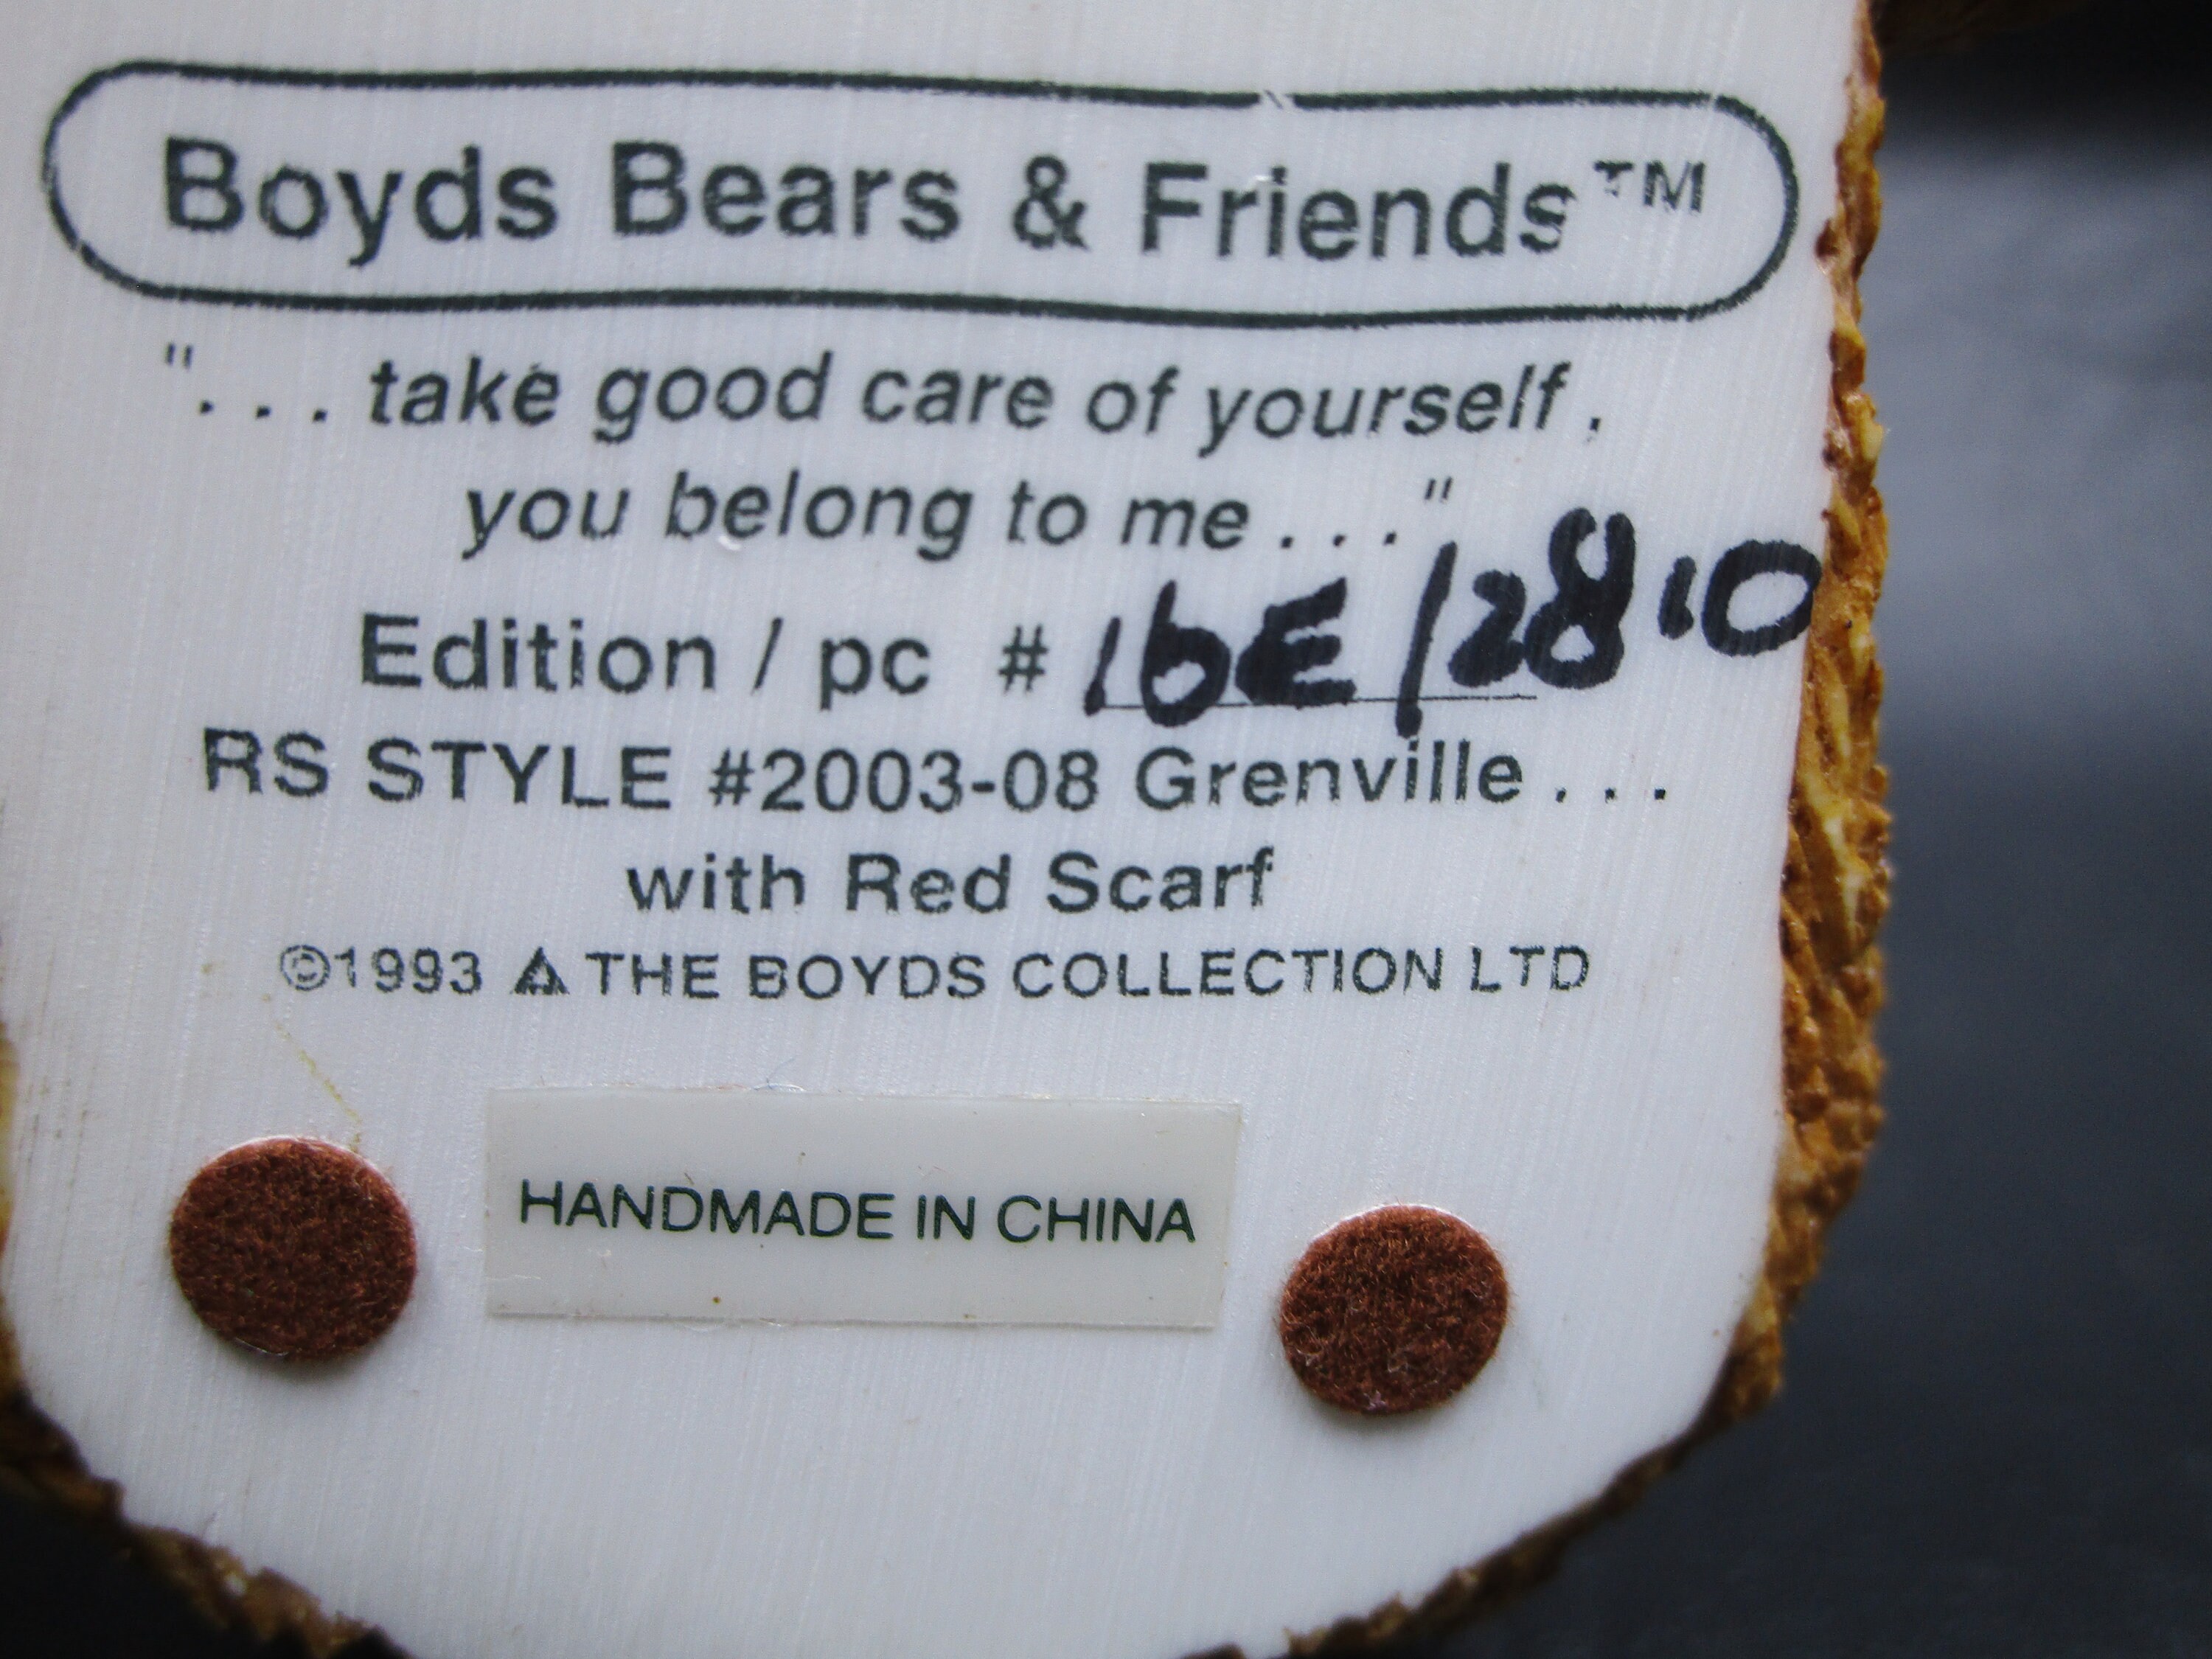 Boyds Bears & Friends™
"... take good care of yourself.
you belong to me..."
Edition / pc # 16E/2810
RS STYLE #2003-08 Grenville...
with Red Scarf
©1993 THE BOYDS COLLECTION LTD
HANDMADE IN CHINA